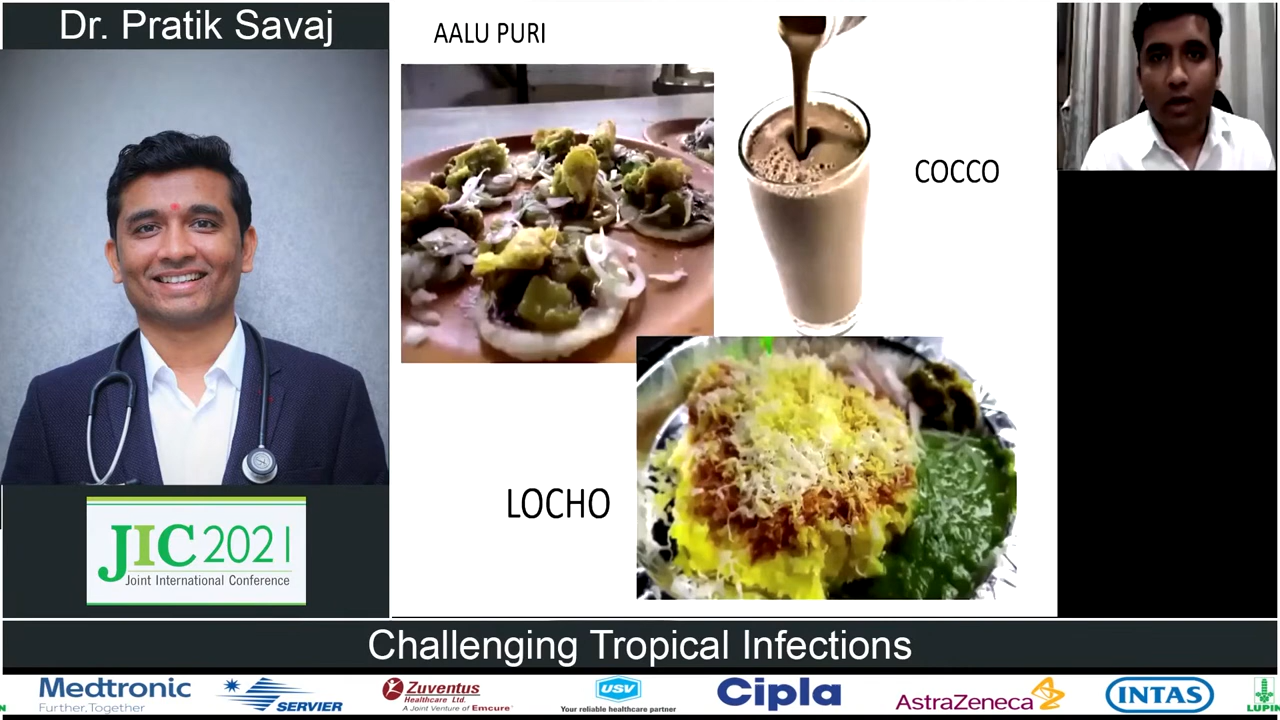 Dr. Pratik Savaj
AALU PURI
COCCO
LOCHO
JIC 2021
Joint International Conference
Challenging Tropical Infections
N
Medtronic
Further, Together
SERVIER
Zuventus
Healthcare Ltd.
A Joint Venture of Emcure
USV
Your reliable healthcare partner
Cipla
AstraZeneca
INTAS
LUPIN